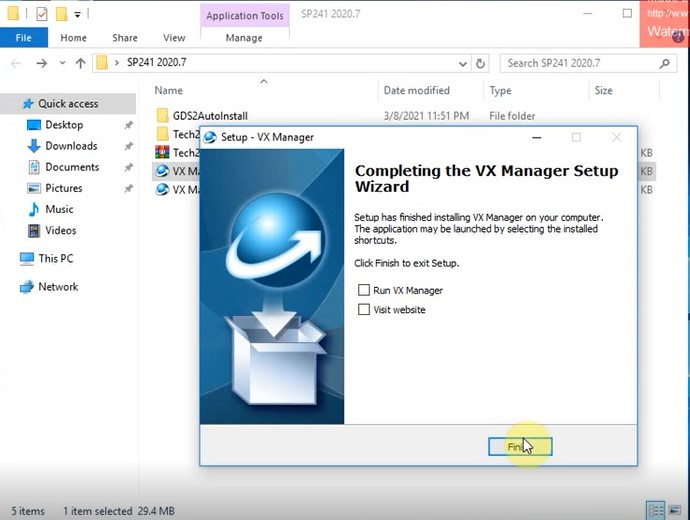 Application Tools
SP241 2020.7
http://ww
Waterm
File
Home
Share
View
Manage
SP241 2020.7
Search SP241 2020.7
Name
Date modified
Type
Size
Quick access
Desktop
Downloads
Documents
Pictures
Music
Videos
This PC
Network
GDS2AutoInstall
3/8/2021 11:51 PM
File folder
Tech2
Tech2
KB
VX Ma
KB
VX Ma
KB
Setup - VX Manager
Completing the VX Manager Setup
Wizard
Setup has finished installing VX Manager on your computer.
The application may be launched by selecting the installed
shortcuts.
Click Finish to exit Setup.
Run VX Manager
Visit website
5 items
1 item selected 29.4 MB